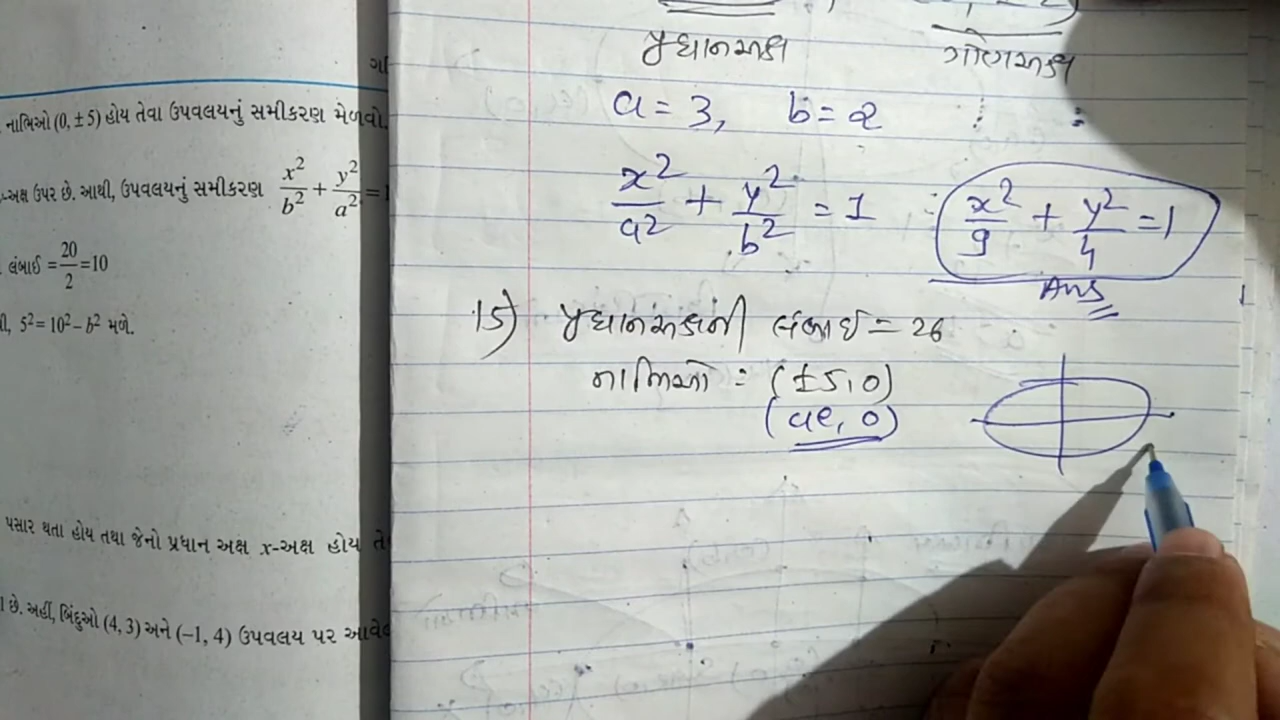 ગ
નાભિઓ (0, ± 5) હોય તેવા ઉપવલયનું સમીકરણ મેળવો.
-અક્ષ ઉપર છે. આથી, ઉપવલયનું સમીકરણ x²/b² + y²/a² = 1
લંબાઈ = 20/2 = 10
5² = 10² – b² મળે.
પસાર થતા હોય તથા જેનો પ્રધાન અક્ષ x-અક્ષ હોય તે
છે. અહીં, બિંદુઓ (4, 3) અને (–1, 4) ઉપવલય પર આવેલ
પ્રધાનઅક્ષ ગૌણઅક્ષ
a = 3, b = 2
x²/a² + y²/b² = 1 x²/9 + y²/4 = 1
Ans
15) પ્રધાનઅક્ષની લંબાઈ = 26
નાભિઓ = (±5, 0)
(ae, 0)